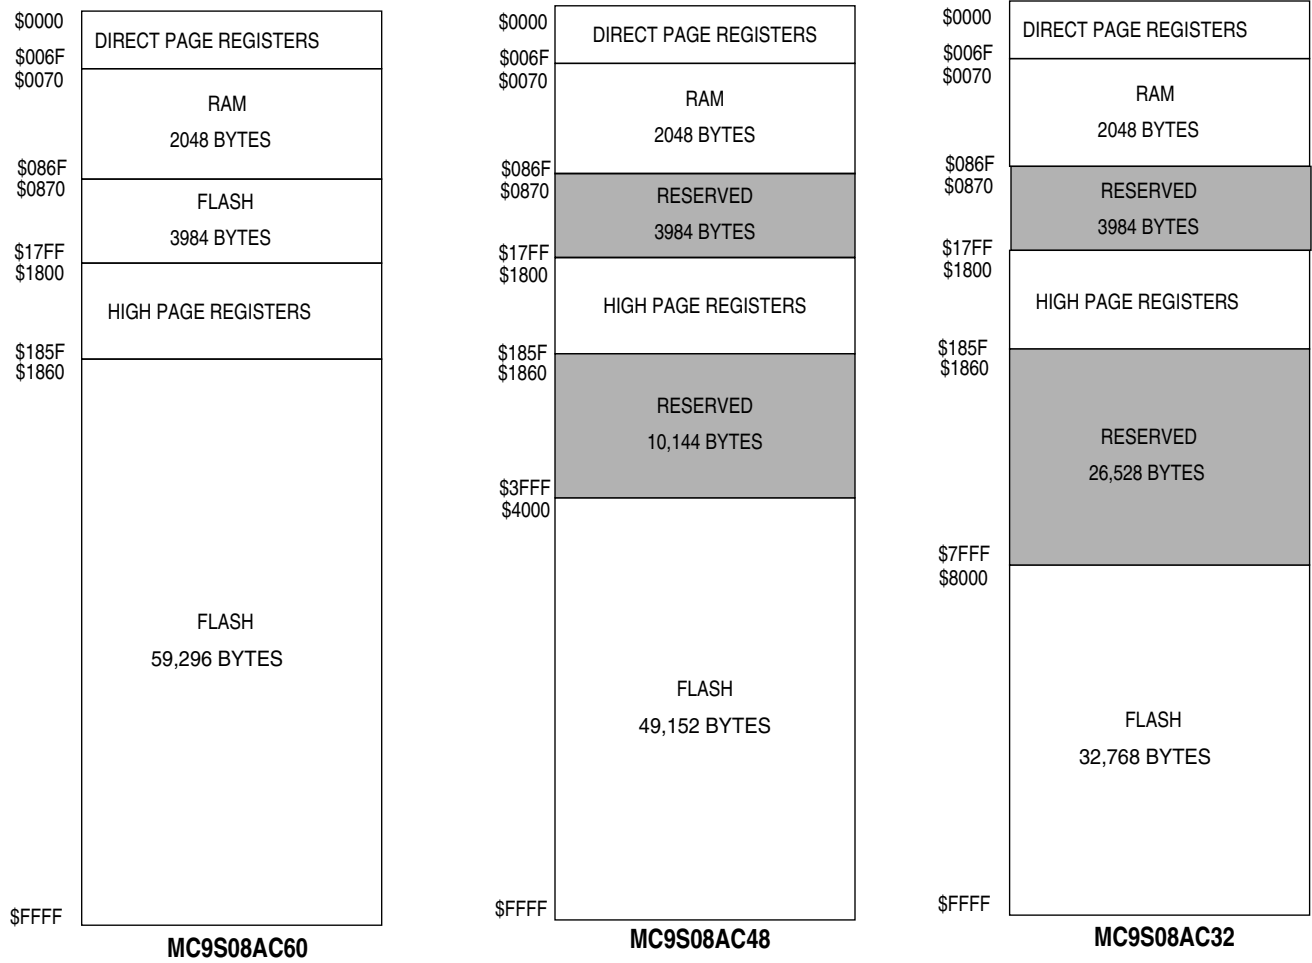 $0000
DIRECT PAGE REGISTERS
$006F
$0070
RAM
2048 BYTES
$086F
$0870
FLASH
3984 BYTES
$17FF
$1800
HIGH PAGE REGISTERS
$185F
$1860
FLASH
59,296 BYTES
$FFFF
MC9S08AC60
$0000
DIRECT PAGE REGISTERS
$006F
$0070
RAM
2048 BYTES
$086F
$0870
RESERVED
3984 BYTES
$17FF
$1800
HIGH PAGE REGISTERS
$185F
$1860
RESERVED
10,144 BYTES
$3FFF
$4000
FLASH
49,152 BYTES
$FFFF
MC9S08AC48
$0000
DIRECT PAGE REGISTERS
$006F
$0070
RAM
2048 BYTES
$086F
$0870
RESERVED
3984 BYTES
$17FF
$1800
HIGH PAGE REGISTERS
$185F
$1860
RESERVED
26,528 BYTES
$7FFF
$8000
FLASH
32,768 BYTES
$FFFF
MC9S08AC32